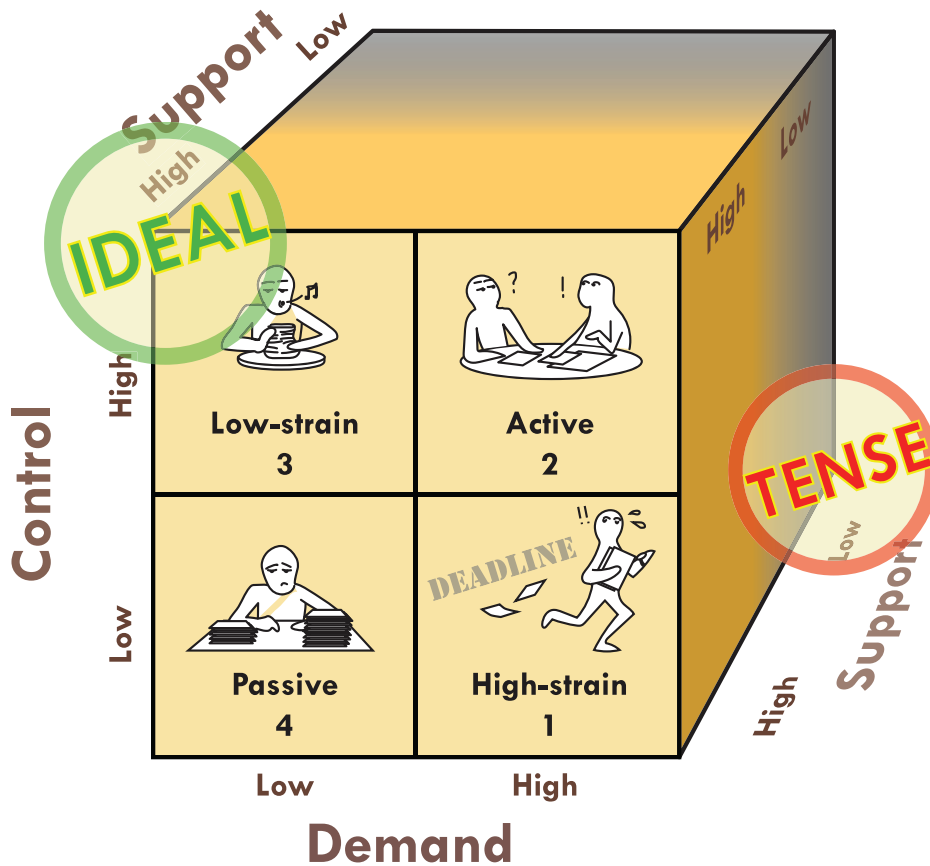 Support
Low
High
IDEAL
Low
High
Control
High
Low
?
!
Low-strain
3
Active
2
TENSE
Low
Support
High
!!
DEADLINE
Passive
4
High-strain
1
Low
High
Demand